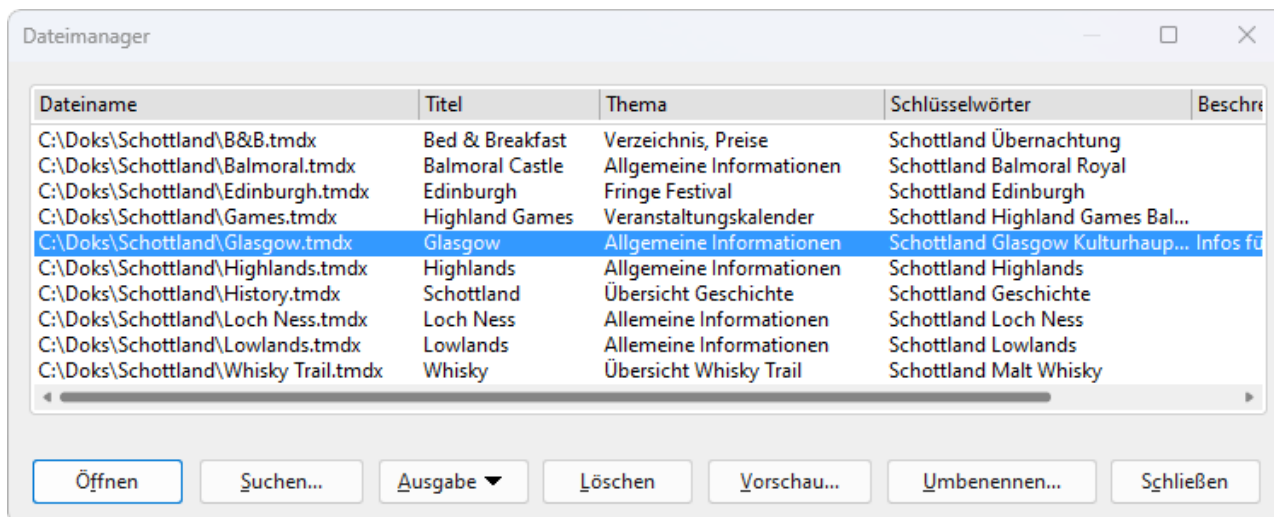 Dateimanager
Dateiname Titel Thema Schlüsselwörter Beschre
C:\Doks\Schottland\B&B.tmdx Bed & Breakfast Verzeichnis, Preise Schottland Übernachtung
C:\Doks\Schottland\Balmoral.tmdx Balmoral Castle Allgemeine Informationen Schottland Balmoral Royal
C:\Doks\Schottland\Edinburgh.tmdx Edinburgh Fringe Festival Schottland Edinburgh
C:\Doks\Schottland\Games.tmdx Highland Games Veranstaltungskalender Schottland Highland Games Bal...
C:\Doks\Schottland\Glasgow.tmdx Glasgow Allgemeine Informationen Schottland Glasgow Kulturhaup... Infos fü
C:\Doks\Schottland\Highlands.tmdx Highlands Allgemeine Informationen Schottland Highlands
C:\Doks\Schottland\History.tmdx Schottland Übersicht Geschichte Schottland Geschichte
C:\Doks\Schottland\Loch Ness.tmdx Loch Ness Allemeine Informationen Schottland Loch Ness
C:\Doks\Schottland\Lowlands.tmdx Lowlands Allemeine Informationen Schottland Lowlands
C:\Doks\Schottland\Whisky Trail.tmdx Whisky Übersicht Whisky Trail Schottland Malt Whisky
Öffnen Suchen... Ausgabe Löschen Vorschau... Umbenennen... Schließen